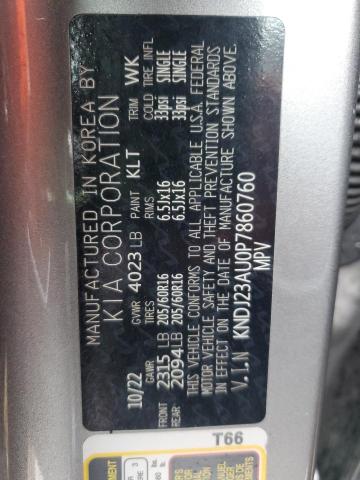 MANUFACTURED IN KOREA BY
KIA CORPORATION
10/22 GVWR 4023 LB PAINT KLT TRIM WK
GAWR TIRES RIMS COLD TIRE INFL
FRONT 2315 LB 205/60R16 6.5JX16 33psi SINGLE
REAR 2094 LB 205/60R16 6.5JX16 33psi SINGLE
THIS VEHICLE CONFORMS TO ALL APPLICABLE U.S.A. FEDERAL
MOTOR VEHICLE SAFETY AND THEFT PREVENTION STANDARDS
IN EFFECT ON THE DATE OF MANUFACTURE SHOWN ABOVE.
V.I.N KNDJ23AU0P7860760
MPV
T66